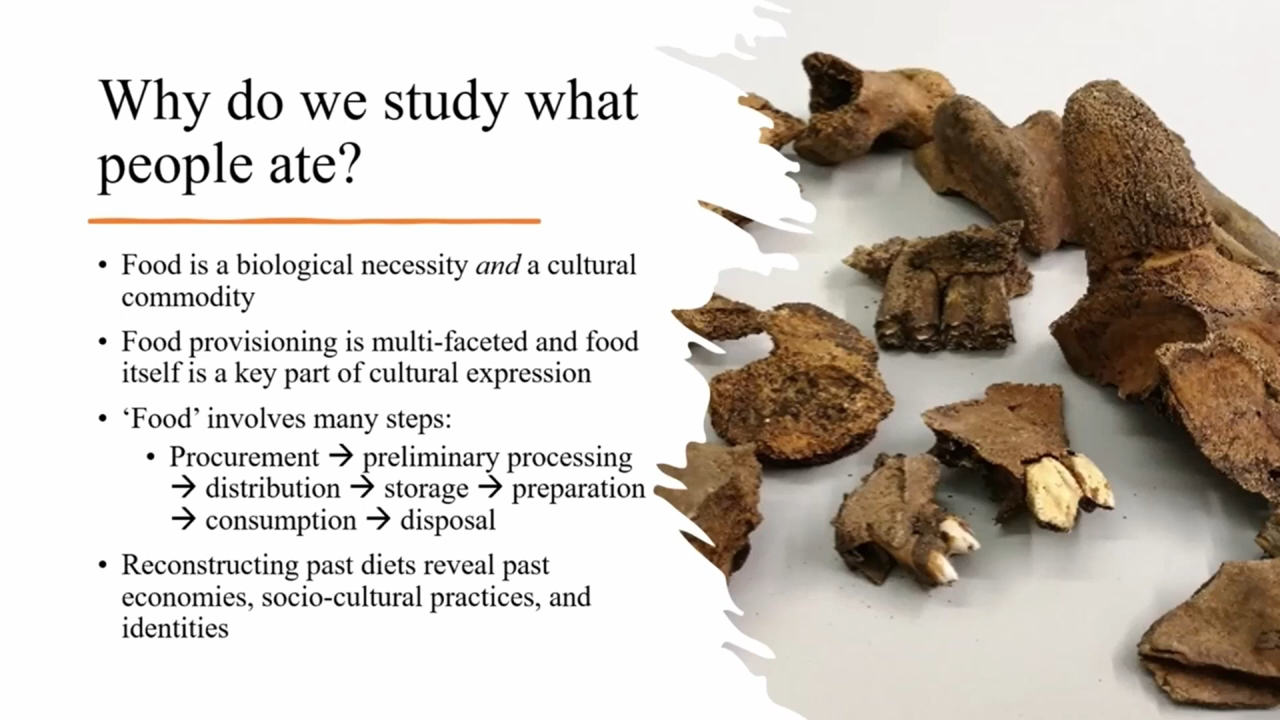 Why do we study what
people ate?
• Food is a biological necessity and a cultural
commodity
• Food provisioning is multi-faceted and food
itself is a key part of cultural expression
• ‘Food’ involves many steps:
• Procurement → preliminary processing
→ distribution → storage → preparation
→ consumption → disposal
• Reconstructing past diets reveal past
economies, socio-cultural practices, and
identities